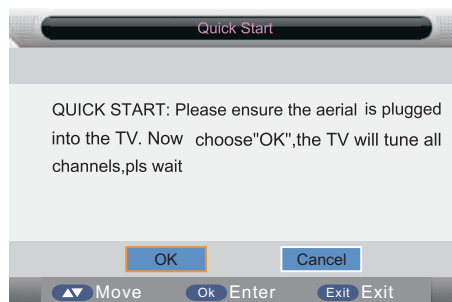 Quick Start
QUICK START: Please ensure the aerial is plugged
into the TV. Now choose"OK",the TV will tune all
channels,pls wait
OK Cancel
▲▼ Move Ok Enter Exit Exit